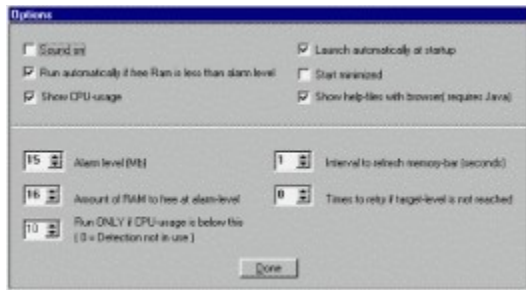 Options
Sound on
Launch automatically at startup
Run automatically if free Ram is less than alarm level
Start minimized
Show CPU-usage
Show help-files with browser( requires Java)
15 Alarm level (Mb)
1 Interval to refresh memory-bar (seconds)
16 Amount of RAM to free at alarm-level
0 Times to retry if target-level is not reached
10 Run ONLY if CPU-usage is below this
( 0 = Detection not in use )
Done